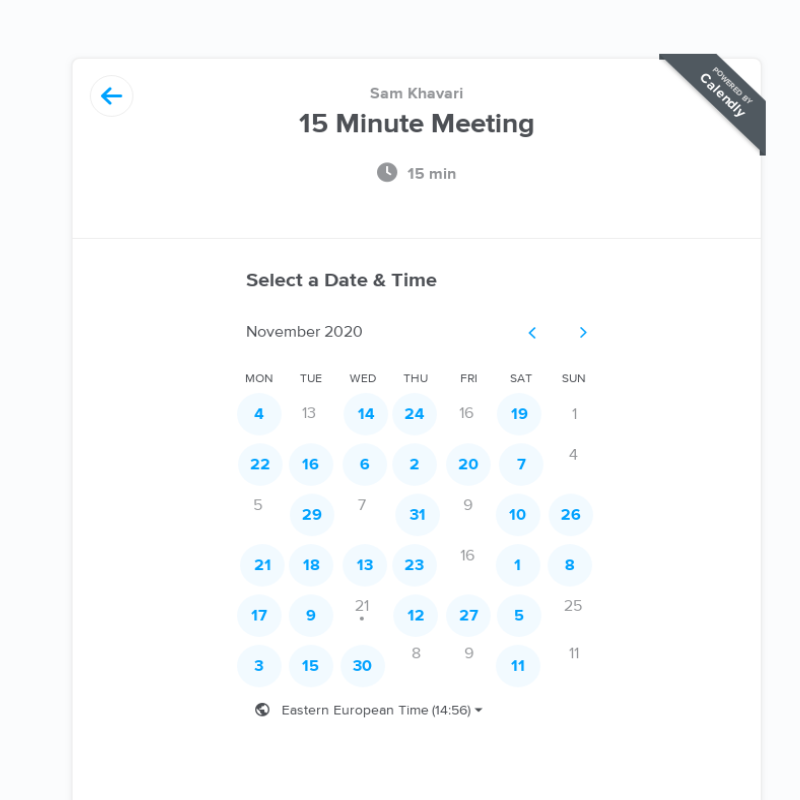 POWERED BY
Calendly
Sam Khavari
15 Minute Meeting
15 min
Select a Date & Time
November 2020
MON TUE WED THU FRI SAT SUN
4 13 14 24 16 19 1
22 16 6 2 20 7 4
5 29 7 31 9 10 26
21 18 13 23 16 1 8
17 9 21 12 27 5 25
3 15 30 8 9 11 11
Eastern European Time (14:56)